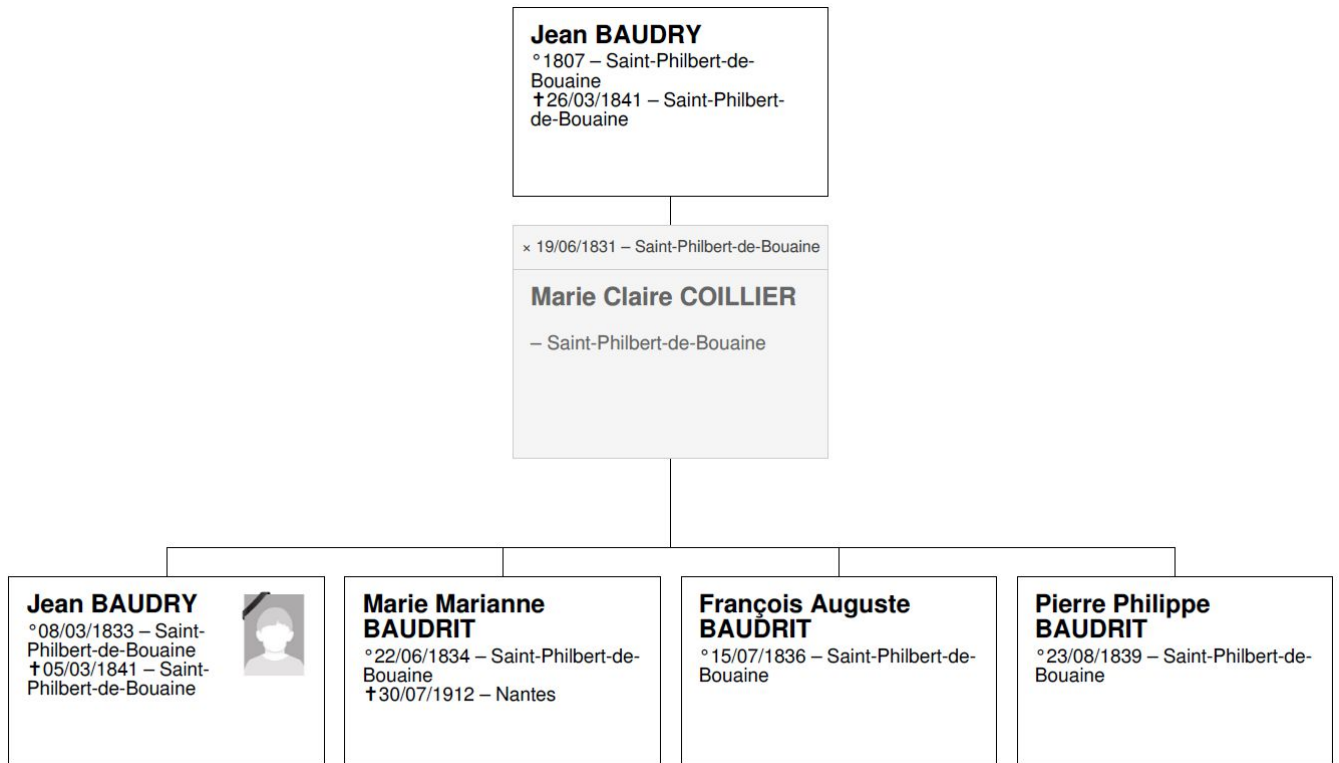 Jean BAUDRY
°1807 – Saint-Philbert-de-
Bouaine
✝26/03/1841 – Saint-Philbert-
de-Bouaine
× 19/06/1831 – Saint-Philbert-de-Bouaine
Marie Claire COILLIER
– Saint-Philbert-de-Bouaine
Jean BAUDRY
°08/03/1833 – Saint-
Philbert-de-Bouaine
✝05/03/1841 – Saint-
Philbert-de-Bouaine
Marie Marianne
BAUDRIT
°22/06/1834 – Saint-Philbert-de-
Bouaine
✝30/07/1912 – Nantes
François Auguste
BAUDRIT
°15/07/1836 – Saint-Philbert-de-
Bouaine
Pierre Philippe
BAUDRIT
°23/08/1839 – Saint-Philbert-de-
Bouaine